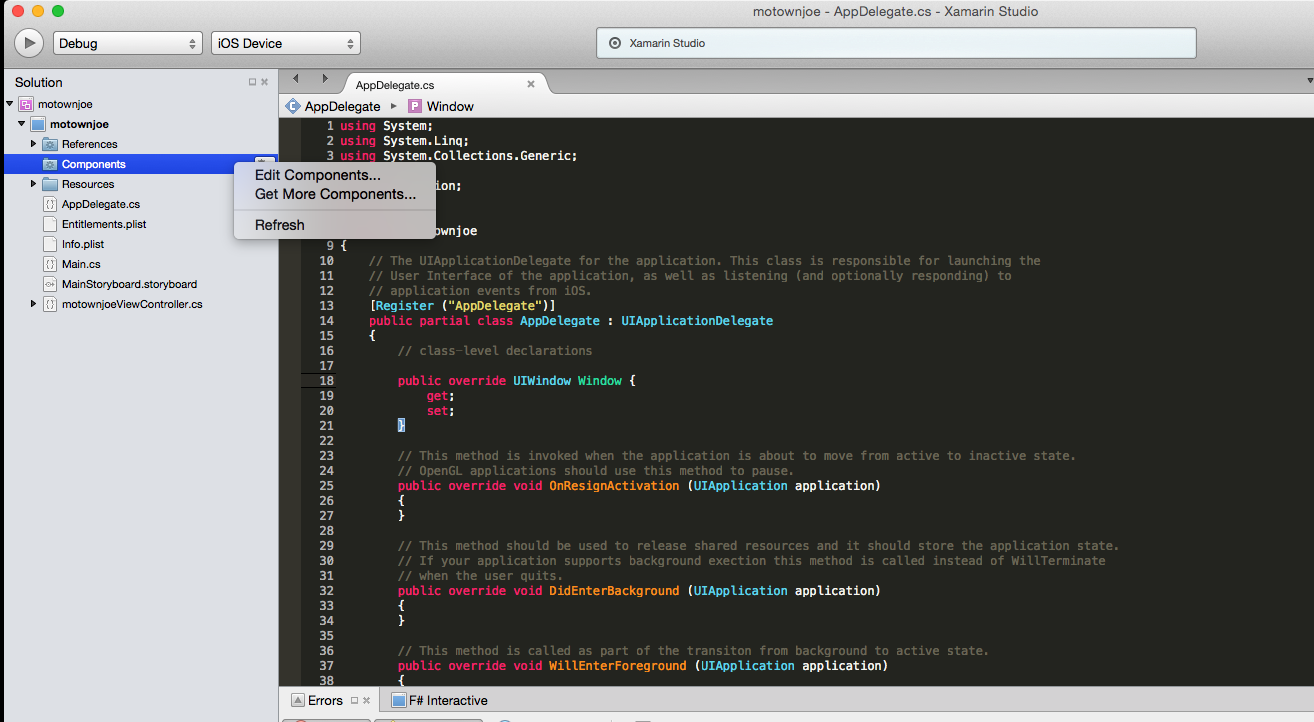 motownjoe - AppDelegate.cs - Xamarin Studio
Debug
iOS Device
Xamarin Studio
Solution
motownjoe
motownjoe
References
Components
Resources
AppDelegate.cs
Entitlements.plist
Info.plist
Main.cs
MainStoryboard.storyboard
motownjoeViewController.cs
Edit Components...
Get More Components...
Refresh
AppDelegate.cs
C AppDelegate P Window
1 using System;
2 using System.Linq;
3 using System.Collections.Generic;
ion;
ownjoe
9 {
10 // The UIApplicationDelegate for the application. This class is responsible for launching the
11 // User Interface of the application, as well as listening (and optionally responding) to
12 // application events from iOS.
13 [Register ("AppDelegate")]
14 public partial class AppDelegate : UIApplicationDelegate
15 {
16 // class-level declarations
17
18 public override UIWindow Window {
19 get;
20 set;
21 }
22
23 // This method is invoked when the application is about to move from active to inactive state.
24 // OpenGL applications should use this method to pause.
25 public override void OnResignActivation (UIApplication application)
26 {
27 }
28
29 // This method should be used to release shared resources and it should store the application state.
30 // If your application supports background exection this method is called instead of WillTerminate
31 // when the user quits.
32 public override void DidEnterBackground (UIApplication application)
33 {
34 }
35
36 // This method is called as part of the transiton from background to active state.
37 public override void WillEnterForeground (UIApplication application)
38 {
Errors
F# Interactive